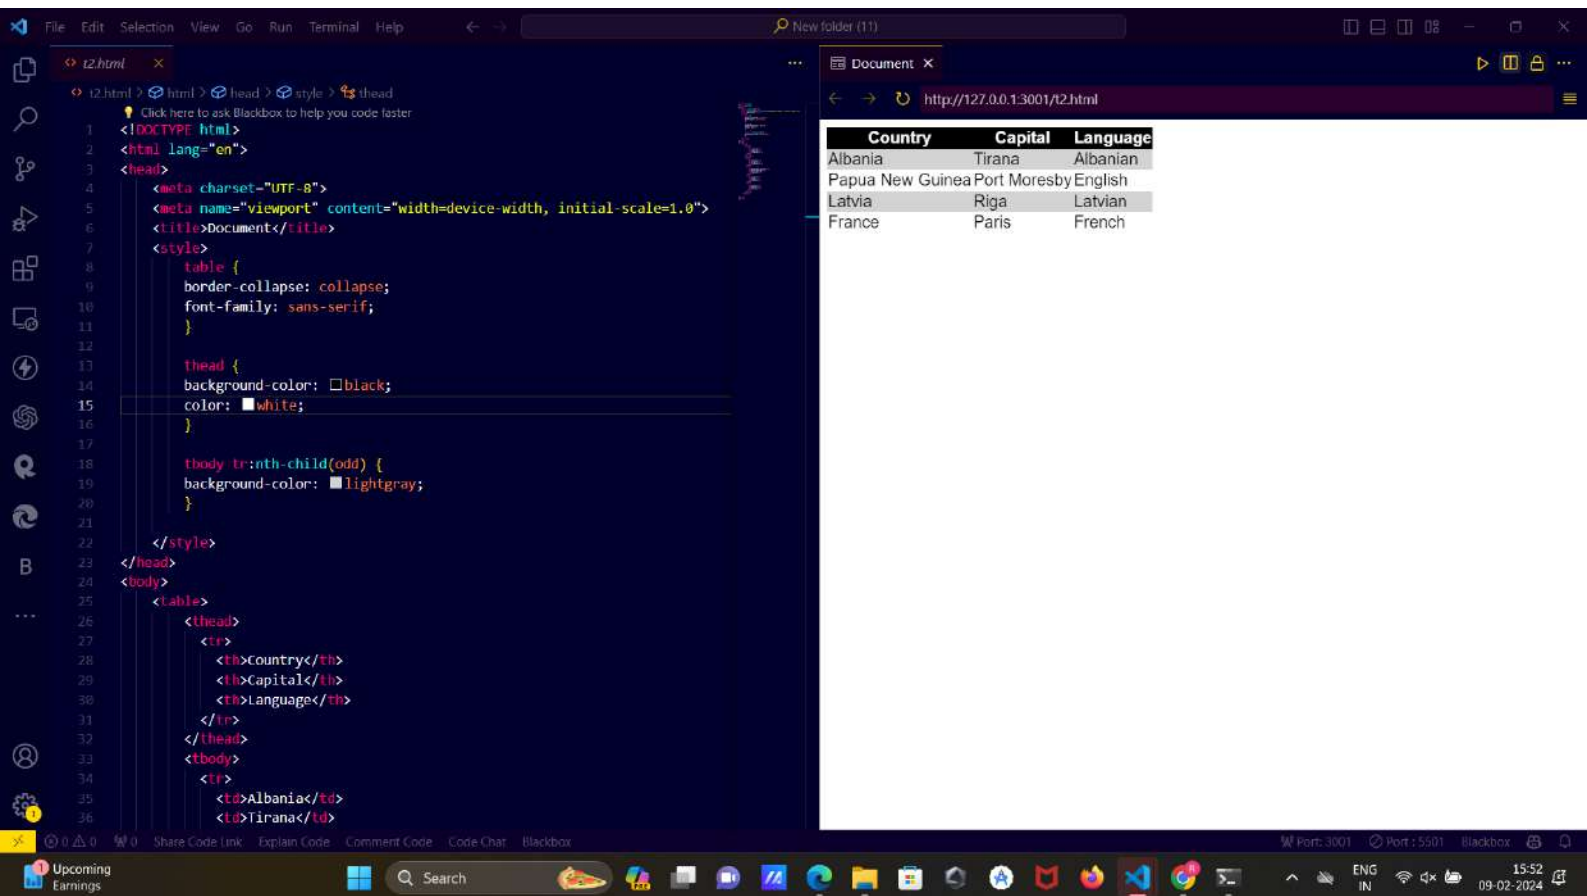 File Edit Selection View Go Run Terminal Help
New folder (11)
t2.html
t2.html > html > head > style > thead
Click here to ask Blackbox to help you code faster
1 <!DOCTYPE html>
2 <html lang="en">
3 <head>
4 <meta charset="UTF-8">
5 <meta name="viewport" content="width=device-width, initial-scale=1.0">
6 <title>Document</title>
7 <style>
8 table {
9 border-collapse: collapse;
10 font-family: sans-serif;
11 }
12
13 thead {
14 background-color: black;
15 color: white;
16 }
17
18 tbody tr:nth-child(odd) {
19 background-color: lightgray;
20 }
21
22 </style>
23 </head>
24 <body>
25 <table>
26 <thead>
27 <tr>
28 <th>Country</th>
29 <th>Capital</th>
30 <th>Language</th>
31 </tr>
32 </thead>
33 <tbody>
34 <tr>
35 <td>Albania</td>
36 <td>Tirana</td>
Document
http://127.0.0.1:3001/t2.html
Country Capital Language
Albania Tirana Albanian
Papua New Guinea Port Moresby English
Latvia Riga Latvian
France Paris French
B
1
0 0 0 Share Code Link Explain Code Comment Code Code Chat Blackbox
Port: 3001 Port : 5501 Blackbox
1
Upcoming
Earnings
Search
PRE
ENG
IN
15:52
09-02-2024